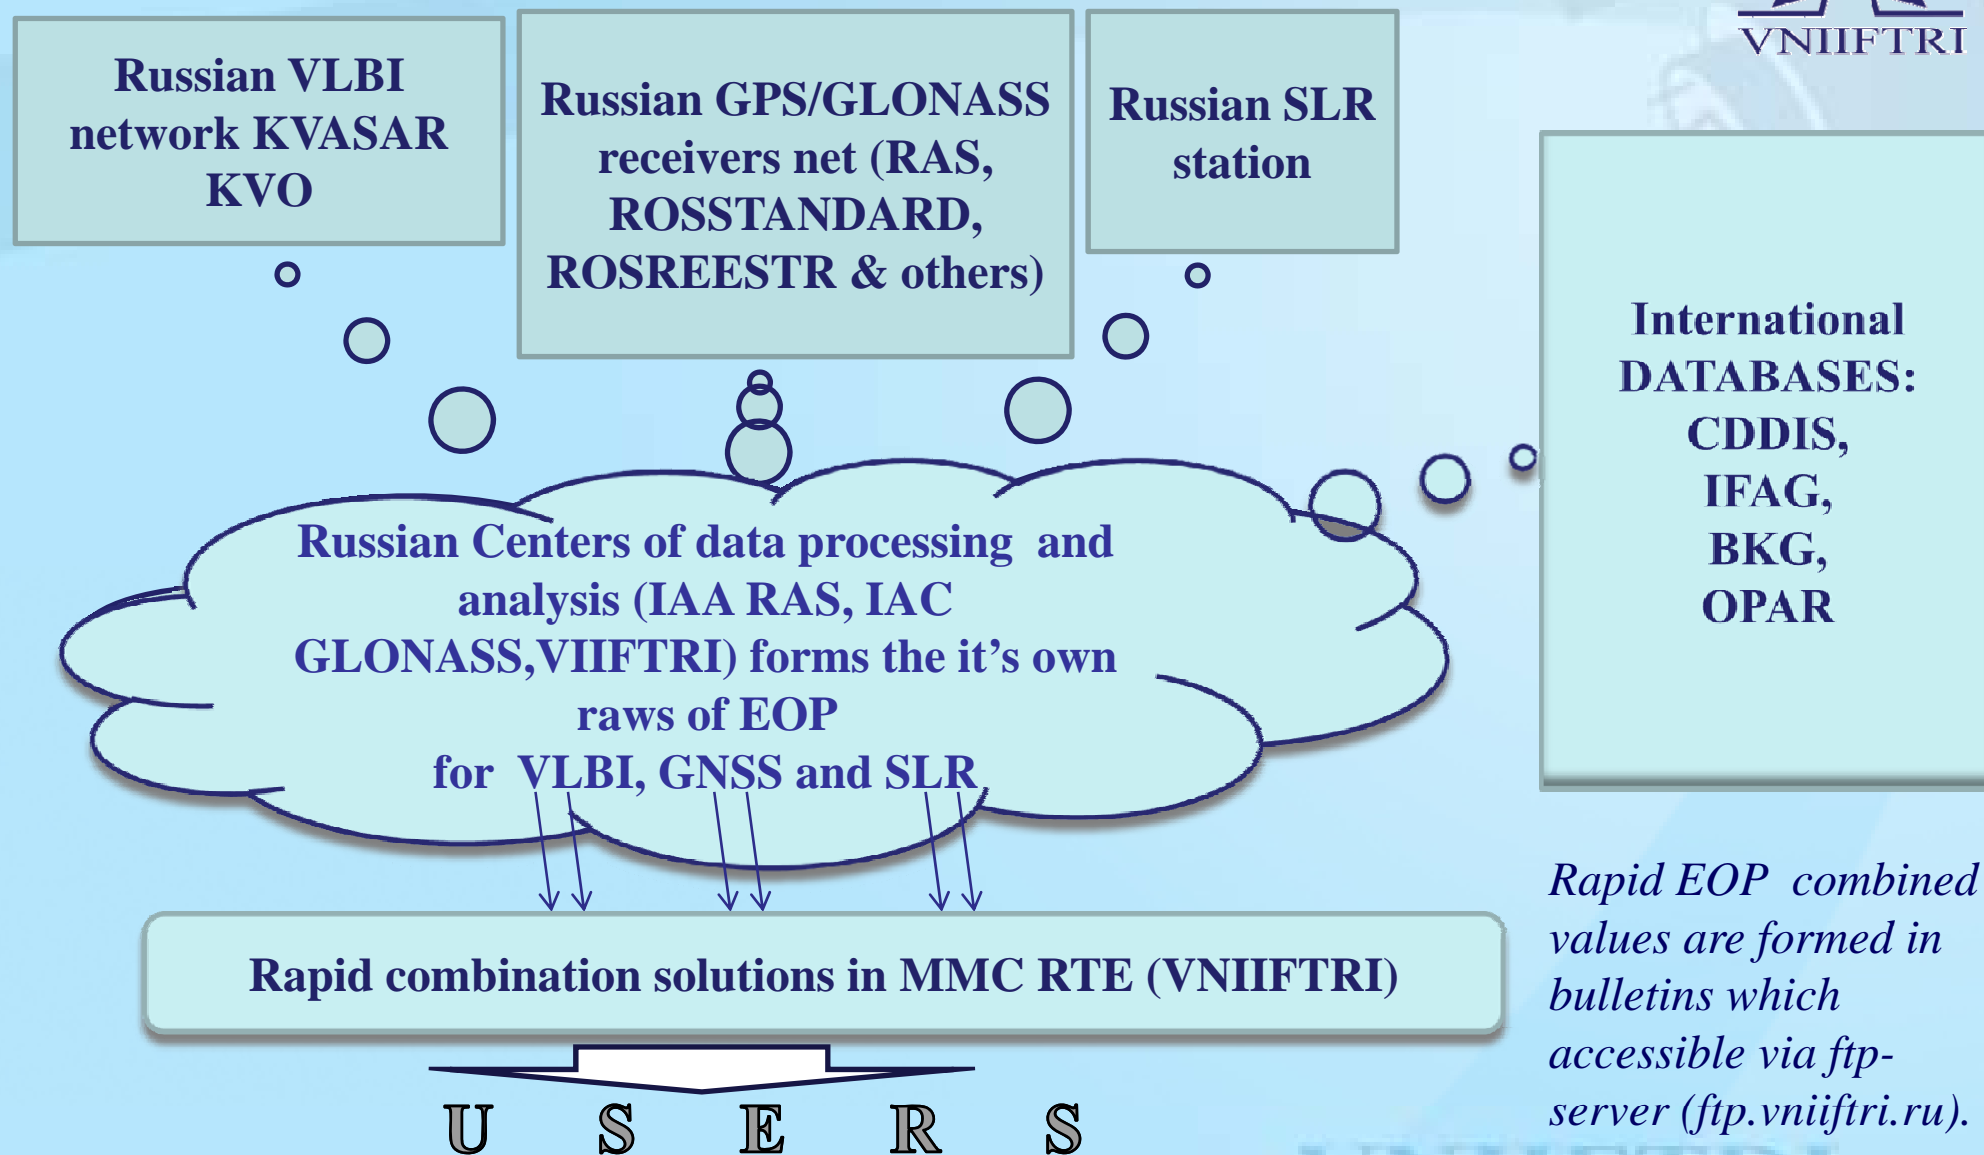 VNIIFTRI
Russian VLBI
network KVASAR
KVO
Russian GPS/GLONASS
receivers net (RAS,
ROSSTANDARD,
ROSREESTR & others)
Russian SLR
station
International
DATABASES:
CDDIS,
IFAG,
BKG,
OPAR
Russian Centers of data processing  and
analysis (IAA RAS, IAC
GLONASS,VIIFTRI) forms the it’s own
raws of EOP
for  VLBI, GNSS and SLR
Rapid combination solutions in MMC RTE (VNIIFTRI)
U S E R S
Rapid EOP  combined
values are formed in
bulletins which
accessible via ftp-
server (ftp.vniiftri.ru).